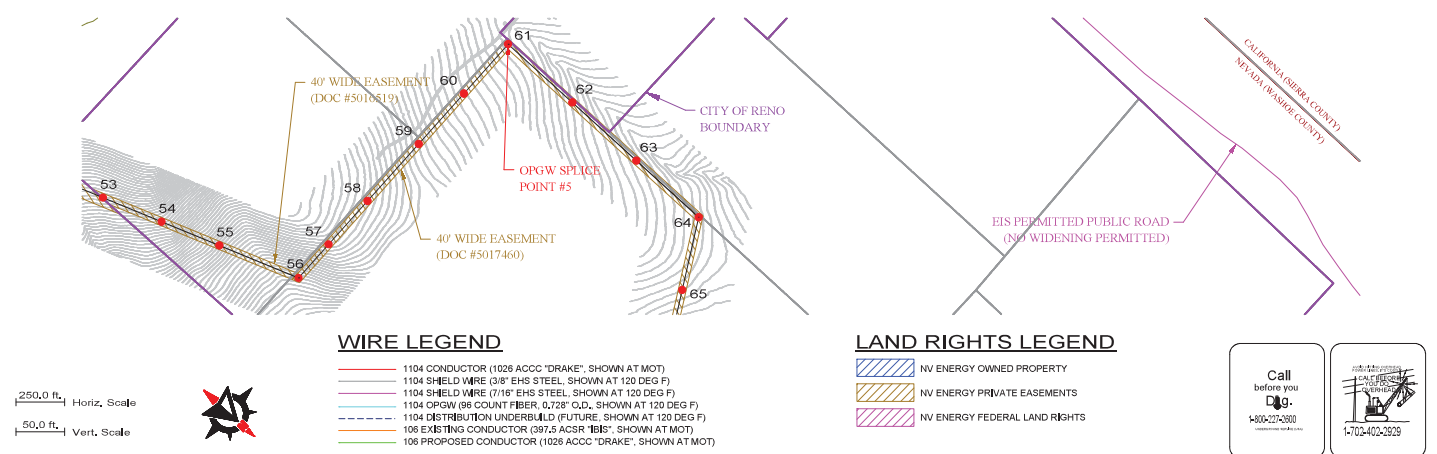 61
CALIFORNIA (SIERRA COUNTY)
NEVADA (WASHOE COUNTY)
40' WIDE EASEMENT
(DOC #5016519)
60
62
CITY OF RENO
BOUNDARY
59
63
OPGW SPLICE
POINT #5
53
58
54
64
EIS PERMITTED PUBLIC ROAD
(NO WIDENING PERMITTED)
55
57
40' WIDE EASEMENT
(DOC #5017460)
56
65
WIRE LEGEND
1104 CONDUCTOR (1026 ACCC "DRAKE", SHOWN AT MOT)
1104 SHIELD WIRE (3/8" EHS STEEL, SHOWN AT 120 DEG F)
1104 SHIELD WIRE (7/16" EHS STEEL, SHOWN AT 120 DEG F)
1104 OPGW (96 COUNT FIBER, 0.728" O.D., SHOWN AT 120 DEG F)
1104 DISTRIBUTION UNDERBUILD (FUTURE, SHOWN AT 120 DEG F)
106 EXISTING CONDUCTOR (397.5 ACSR "IBIS", SHOWN AT MOT)
106 PROPOSED CONDUCTOR (1026 ACCC "DRAKE", SHOWN AT MOT)
LAND RIGHTS LEGEND
NV ENERGY OWNED PROPERTY
NV ENERGY PRIVATE EASEMENTS
NV ENERGY FEDERAL LAND RIGHTS
250.0 ft. Horiz. Scale
50.0 ft. Vert. Scale
Call
before you
Dig.
1-800-227-2600
CALL BEFORE
YOU DO
OVERHEAD
1-702-402-2929